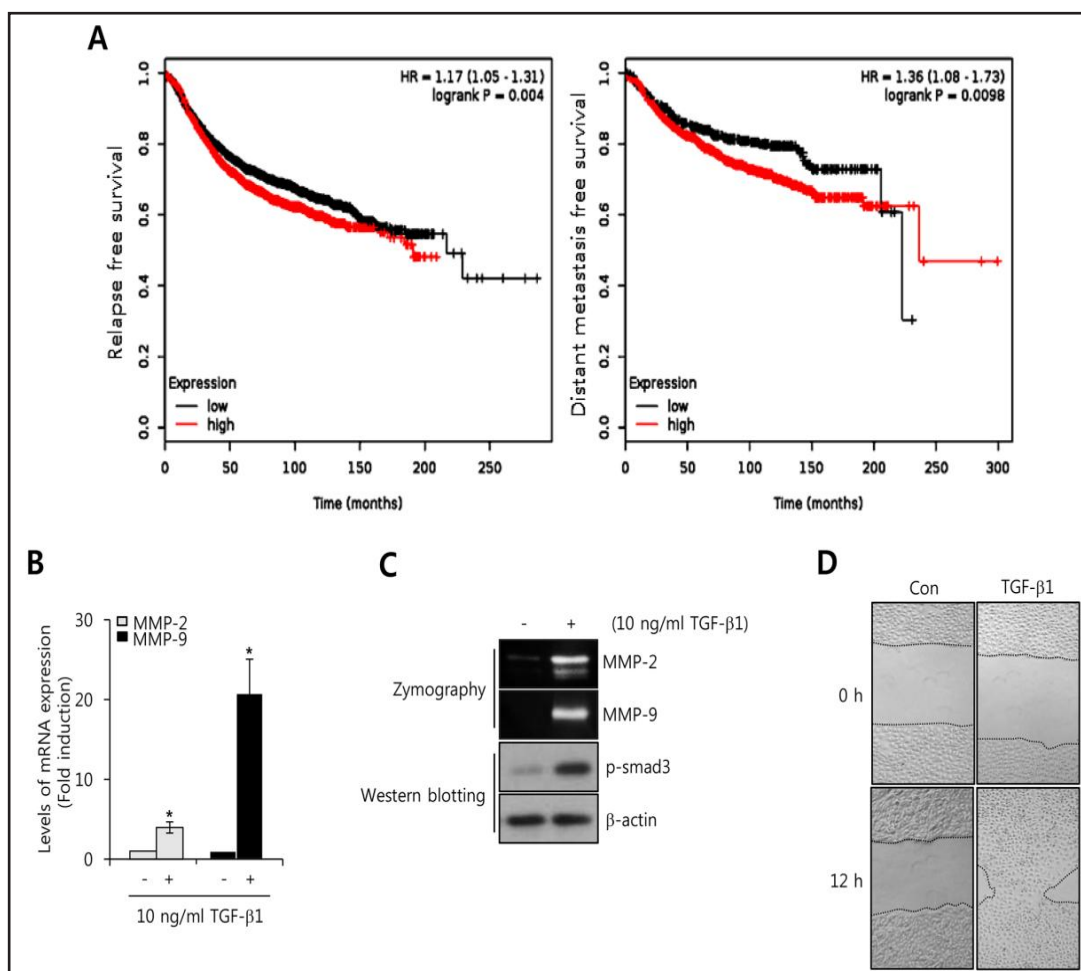 A
Relapse free survival
1.0
0.8
0.6
0.4
0.2
0.0
HR = 1.17 (1.05 - 1.31)
logrank P = 0.004
Expression
low
high
0 50 100 150 200 250
Time (months)
Distant metastasis free survival
1.0
0.8
0.6
0.4
0.2
0.0
HR = 1.36 (1.08 - 1.73)
logrank P = 0.0098
Expression
low
high
0 50 100 150 200 250 300
Time (months)
B
Levels of mRNA expression
(Fold induction)
30
20
10
0
MMP-2
MMP-9
*
*
- + - +
10 ng/ml TGF-β1
C
- + (10 ng/ml TGF-β1)
Zymography
MMP-2
MMP-9
Western blotting
p-smad3
β-actin
D
Con TGF-β1
0 h
12 h